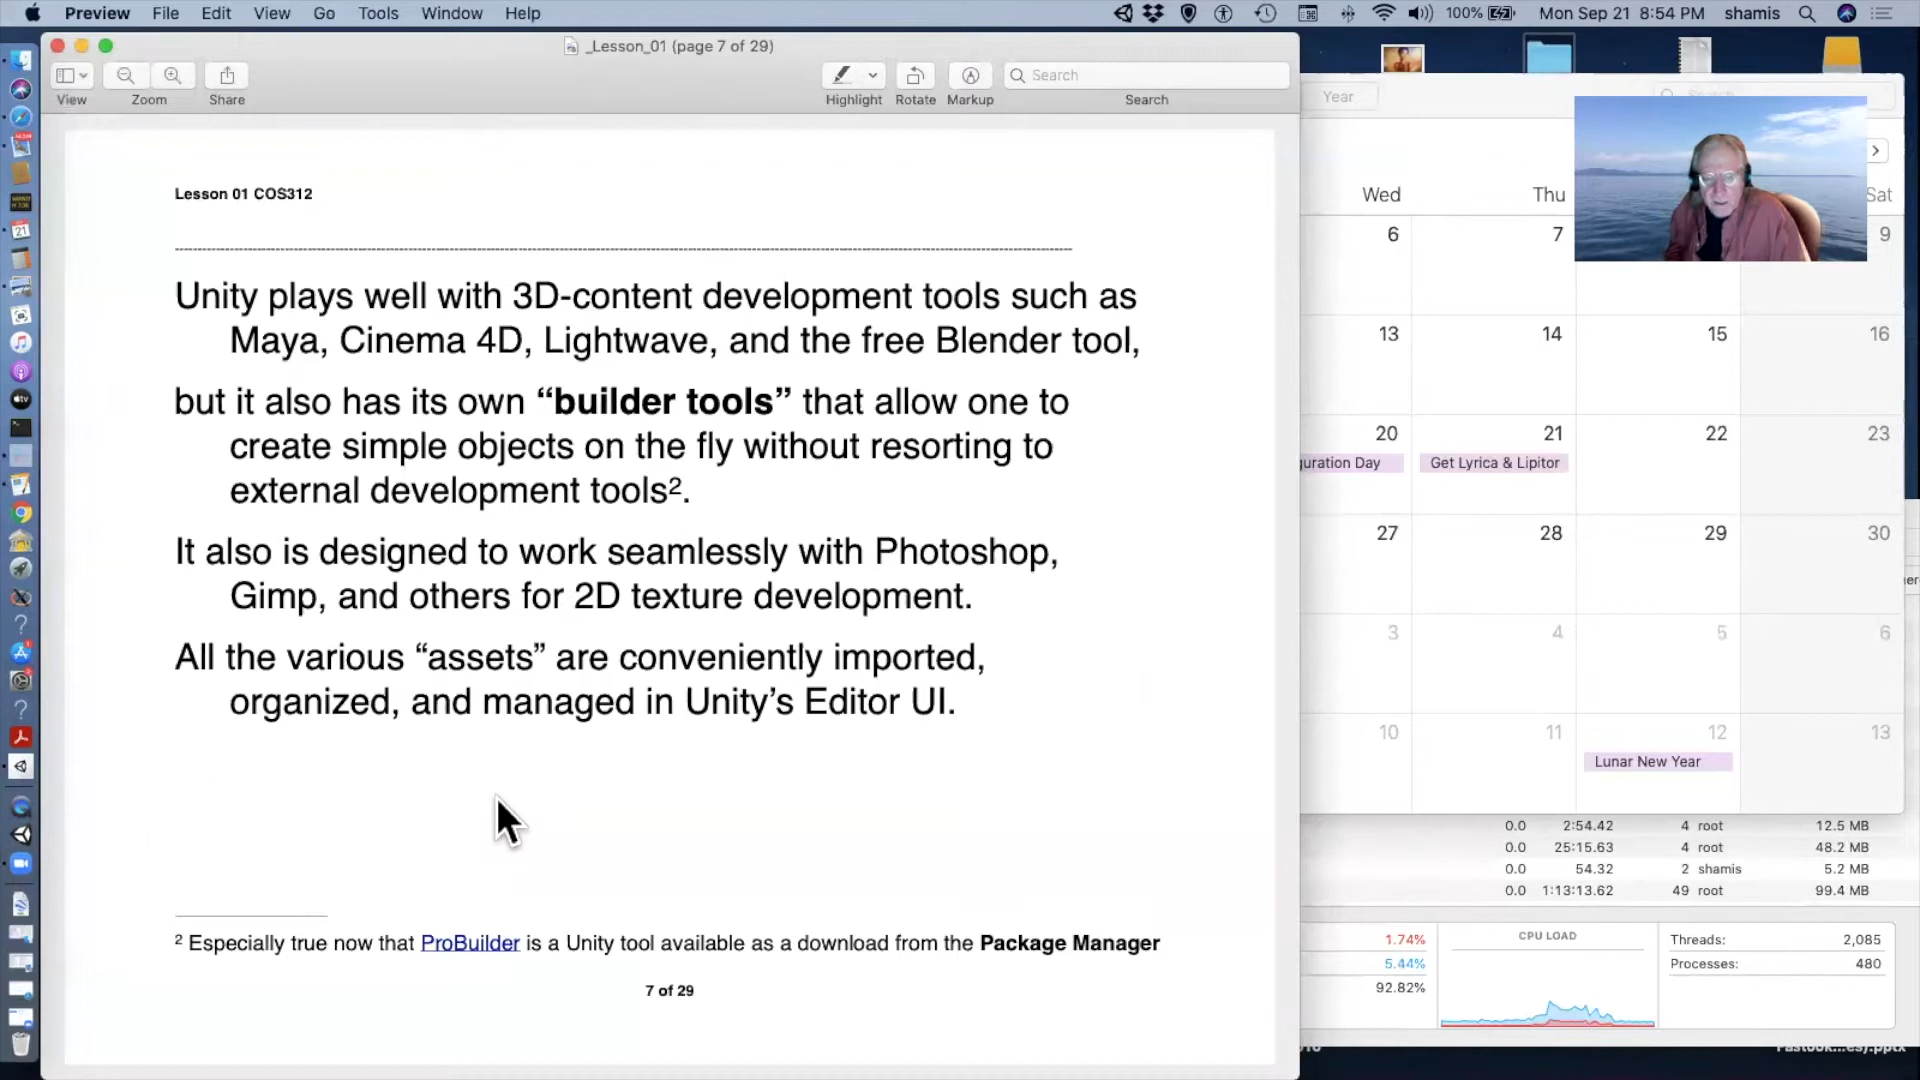 Preview File Edit View Go Tools Window Help
100% Mon Sep 21 8:54 PM shamis
_Lesson_01 (page 7 of 29)
Search
View Zoom Share Highlight Rotate Markup Search
Lesson 01 COS312
Unity plays well with 3D-content development tools such as
Maya, Cinema 4D, Lightwave, and the free Blender tool,
but it also has its own “builder tools” that allow one to
create simple objects on the fly without resorting to
external development tools².
It also is designed to work seamlessly with Photoshop,
Gimp, and others for 2D texture development.
All the various “assets” are conveniently imported,
organized, and managed in Unity’s Editor UI.
² Especially true now that ProBuilder is a Unity tool available as a download from the Package Manager
7 of 29
Year Search
Wed Thu Sat
6 7 9
13 14 15 16
20 21 22 23
guration Day Get Lyrica & Lipitor
27 28 29 30
3 4 5 6
10 11 12 13
Lunar New Year
0.0 2:54.42 4 root 12.5 MB
0.0 25:15.63 4 root 48.2 MB
0.0 54.32 2 shamis 5.2 MB
0.0 1:13:13.62 49 root 99.4 MB
1.74% CPU LOAD Threads: 2,085
5.44% Processes: 480
92.82%